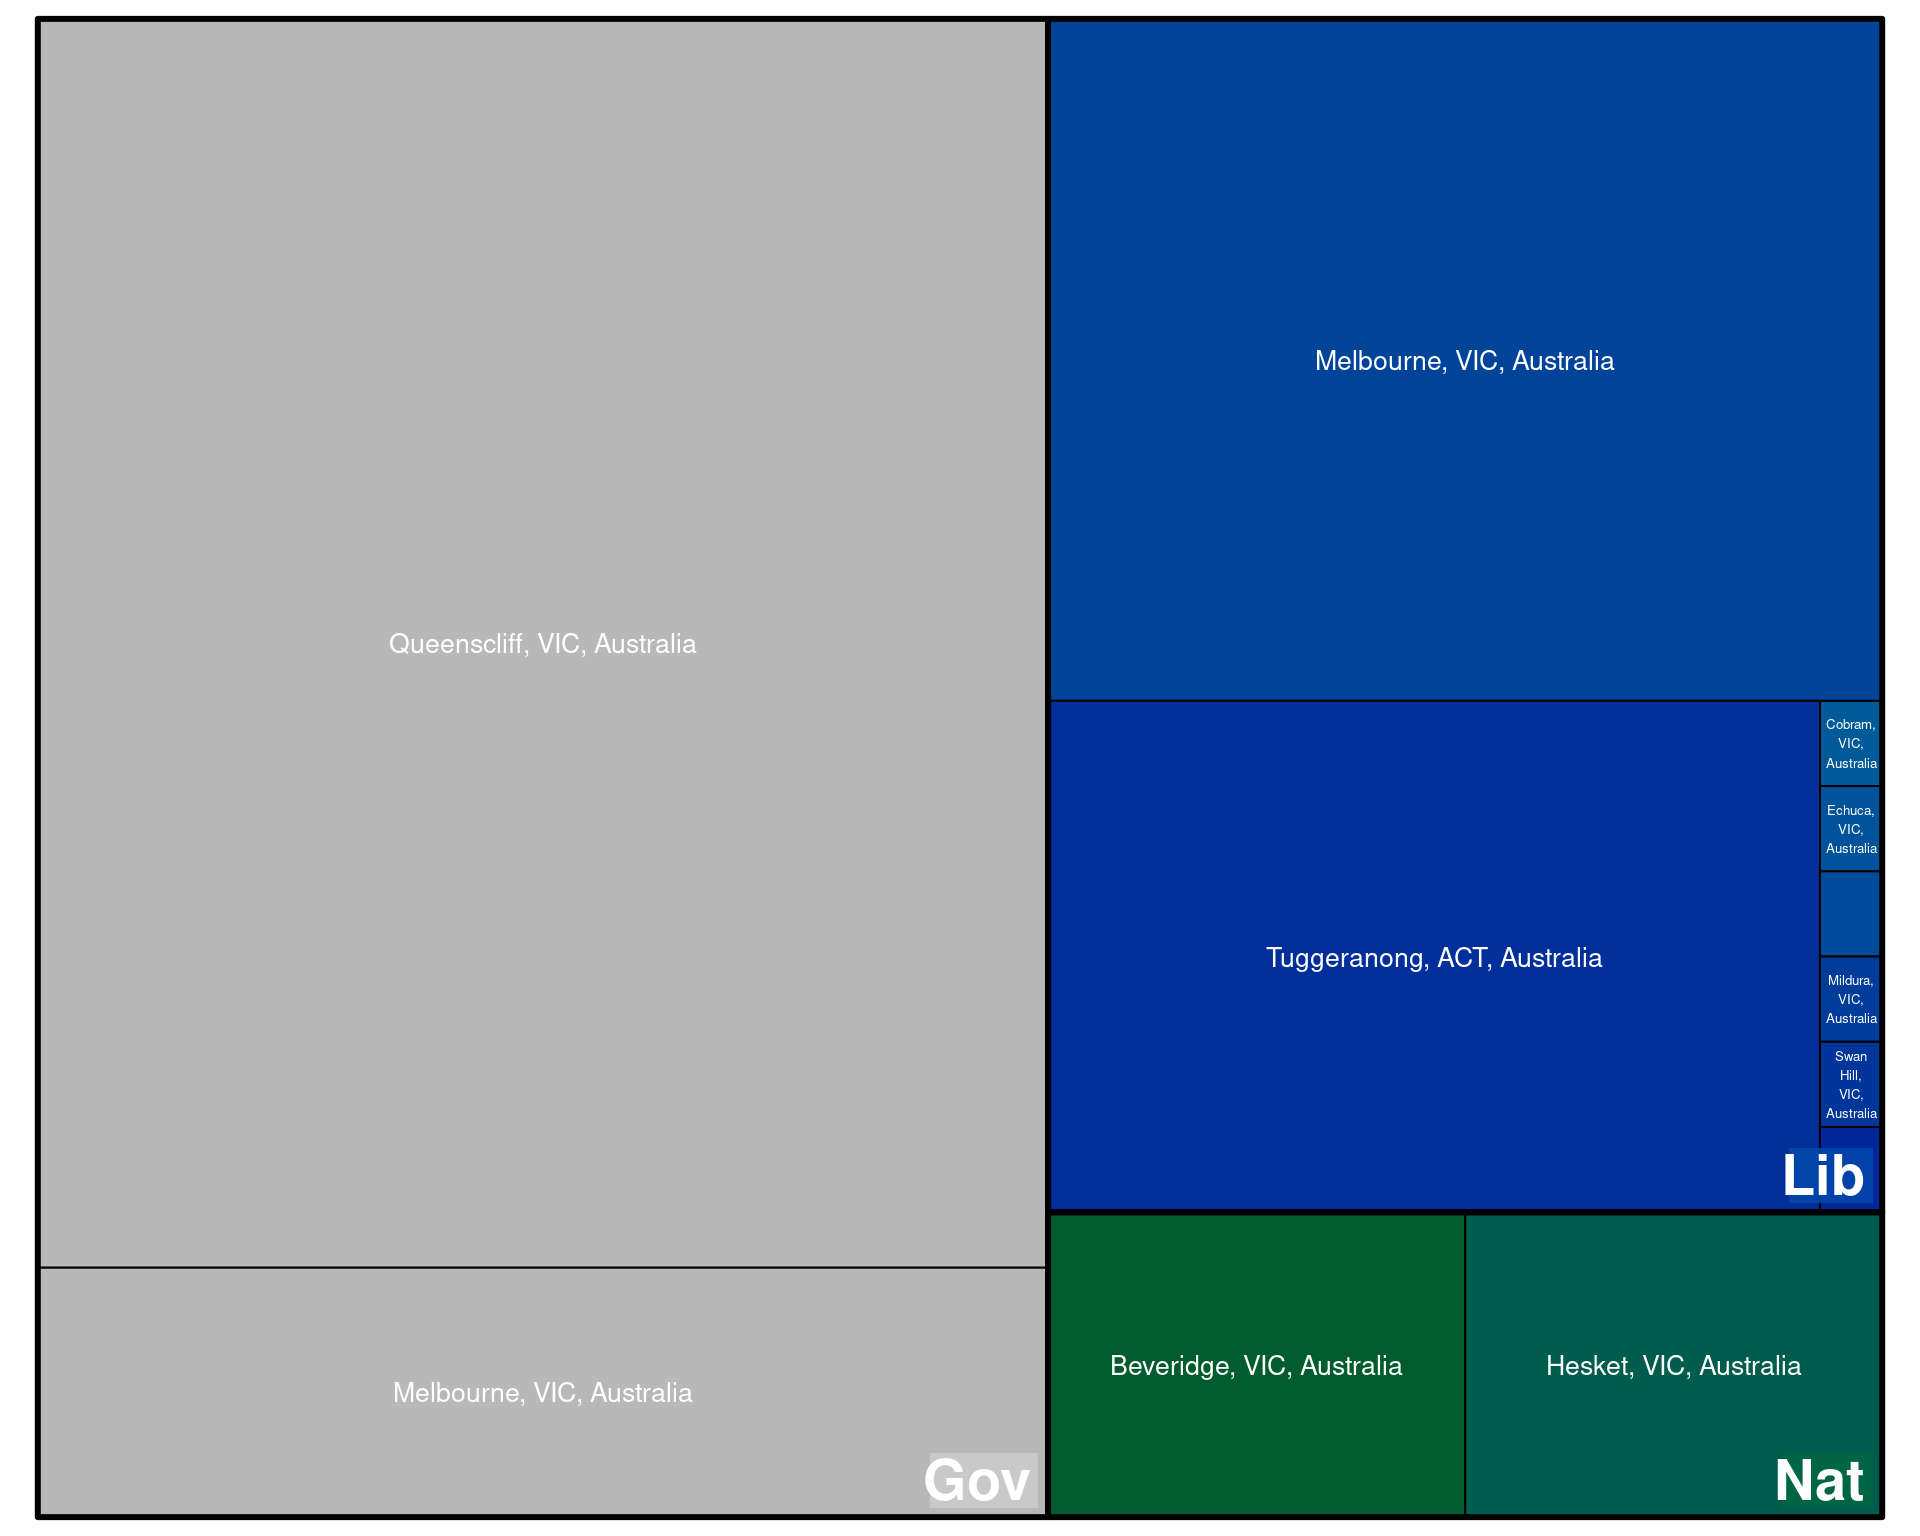 Queenscliff, VIC, Australia
Melbourne, VIC, Australia
Gov
Melbourne, VIC, Australia
Tuggeranong, ACT, Australia
Cobram,
VIC,
Australia
Echuca,
VIC,
Australia
Mildura,
VIC,
Australia
Swan
Hill,
VIC,
Australia
Lib
Beveridge, VIC, Australia
Hesket, VIC, Australia
Nat